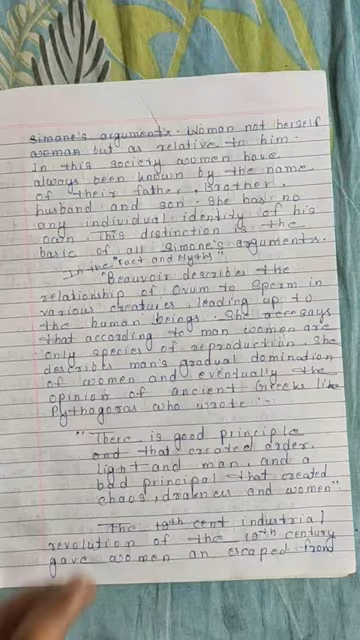 Simone's arguments. Woman not herself
woman but as relative to him.
In this society women have
always been known by the name
of their father, Brother,
husband and son. She has no
any individual identity of his
own. This distinction is the
basic of all Simone's arguments.
In the "Fact and Myths"
"Beauvoir describes the
relationship of Ovum to Sperm in
various creatures, leading up to
the human beings. She
that according to man women are
only species of reproduction. She
describes man's gradual domination
of women and eventually the
opinion of ancient Greeks like
Pythagoras who wrote :-
"There is good principle
and that created order,
light and man, and a
bad principal that created
chaos, and women"
The 18th cent industrial
revolution of the 19th century
gave women an escaped from